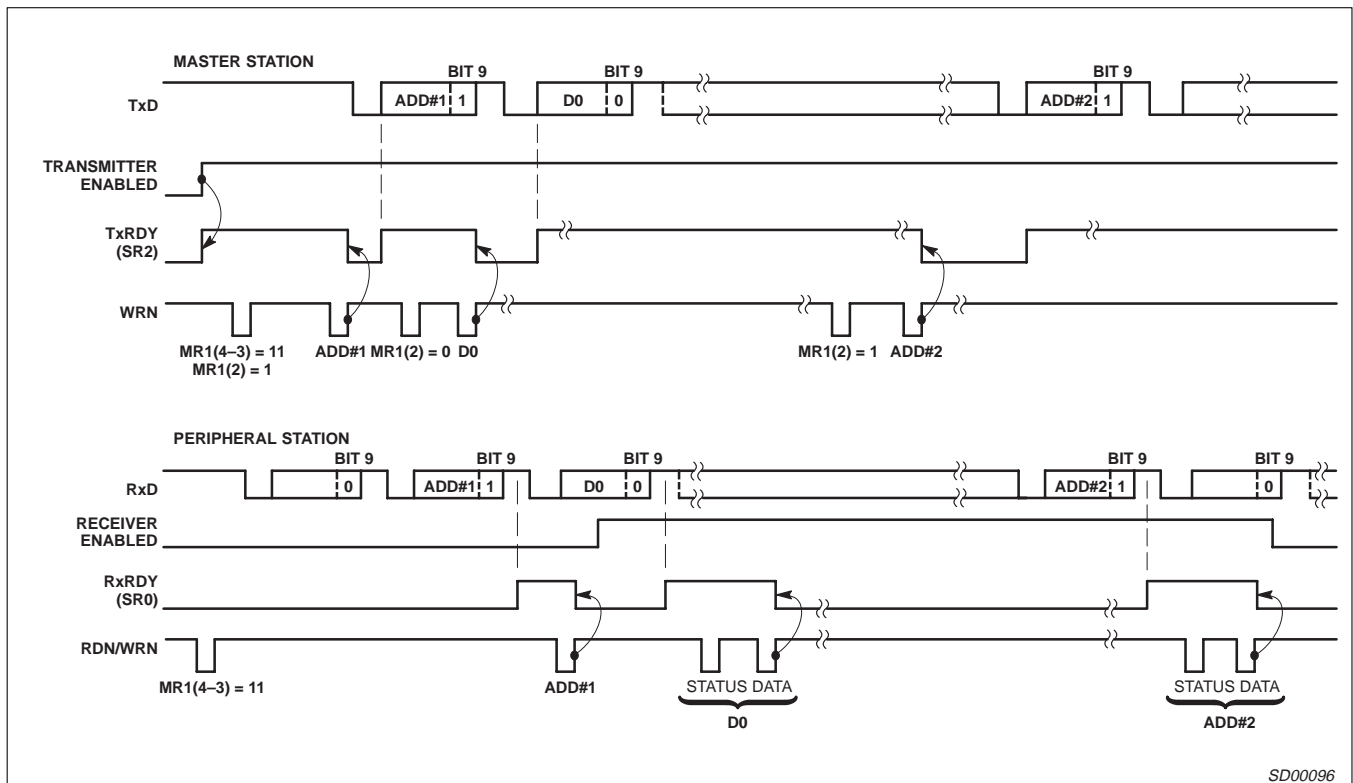 MASTER STATION
BIT 9 BIT 9 BIT 9
TxD
ADD#1 1 D0 0 ADD#2 1
TRANSMITTER
ENABLED
TxRDY
(SR2)
WRN
MR1(4–3) = 11 ADD#1 MR1(2) = 0 D0 MR1(2) = 1 ADD#2
MR1(2) = 1
PERIPHERAL STATION
BIT 9 BIT 9 BIT 9 BIT 9 BIT 9
RxD
0 ADD#1 1 D0 0 ADD#2 1 0
RECEIVER
ENABLED
RxRDY
(SR0)
RDN/WRN
MR1(4–3) = 11 ADD#1 STATUS DATA STATUS DATA
D0 ADD#2
SD00096